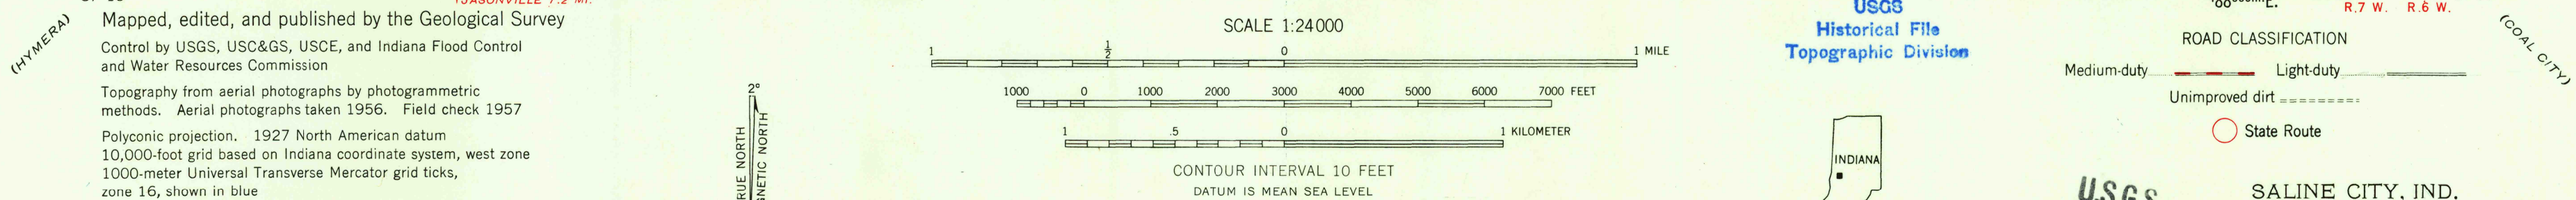 (HYMERA)
JASONVILLE 7.2 MI.
Mapped, edited, and published by the Geological Survey
Control by USGS, USC&GS, USCE, and Indiana Flood Control
and Water Resources Commission
Topography from aerial photographs by photogrammetric
methods. Aerial photographs taken 1956. Field check 1957
Polyconic projection. 1927 North American datum
10,000-foot grid based on Indiana coordinate system, west zone
1000-meter Universal Transverse Mercator grid ticks,
zone 16, shown in blue
2°
TRUE NORTH
MAGNETIC NORTH
SCALE 1:24000
1 ½ 0 1 MILE
1000 0 1000 2000 3000 4000 5000 6000 7000 FEET
1 .5 0 1 KILOMETER
CONTOUR INTERVAL 10 FEET
DATUM IS MEAN SEA LEVEL
USGS
Historical File
Topographic Division
INDIANA
R.7 W. R.6 W.
(COAL CITY)
ROAD CLASSIFICATION
Medium-duty Light-duty
Unimproved dirt
State Route
USGS
SALINE CITY, IND.